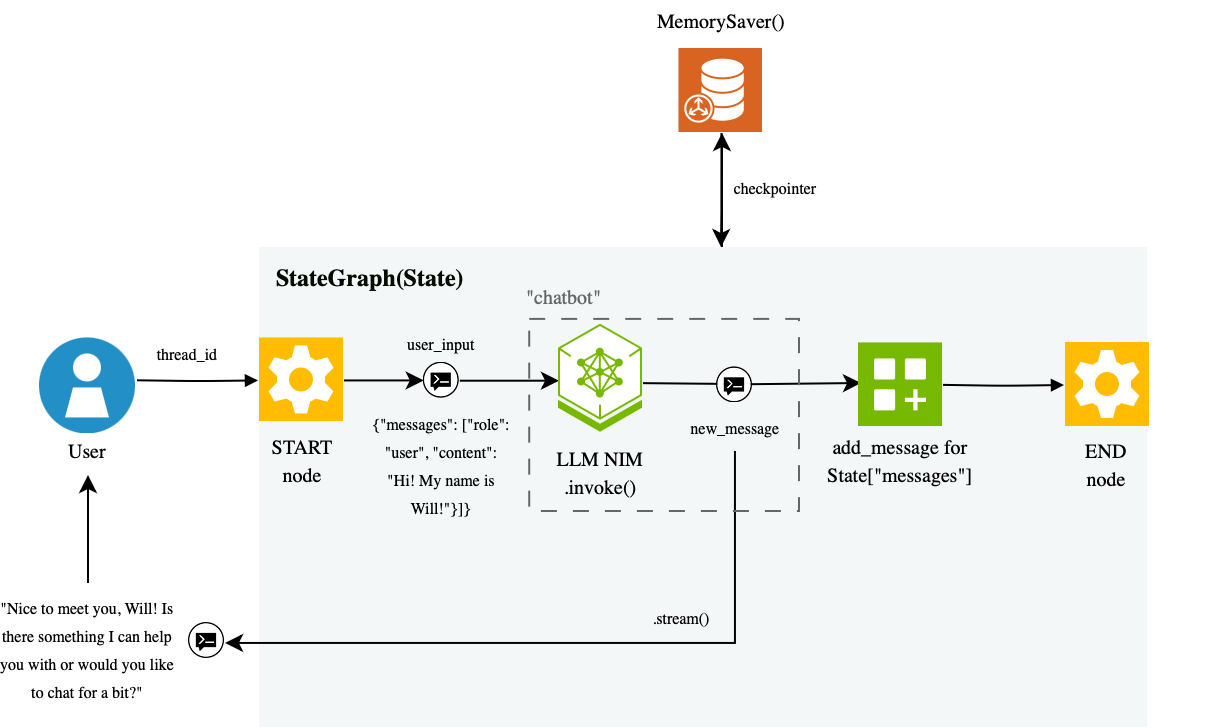 MemorySaver()
checkpointer
StateGraph(State)
"chatbot"
thread_id
user_input
User
START
node
{"messages": ["role":
"user", "content":
"Hi! My name is
Will!"}]}
LLM NIM
.invoke()
new_message
add_message for
State["messages"]
END
node
.stream()
"Nice to meet you, Will! Is
there something I can help
you with or would you like
to chat for a bit?"